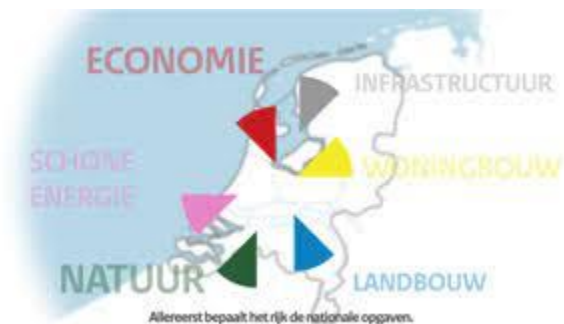 ECONOMIE
INFRASTRUCTUUR
SCHONE
ENERGIE
WONINGBOUW
NATUUR
LANDBOUW
Allereerst bepaalt het rijk de nationale opgaven.